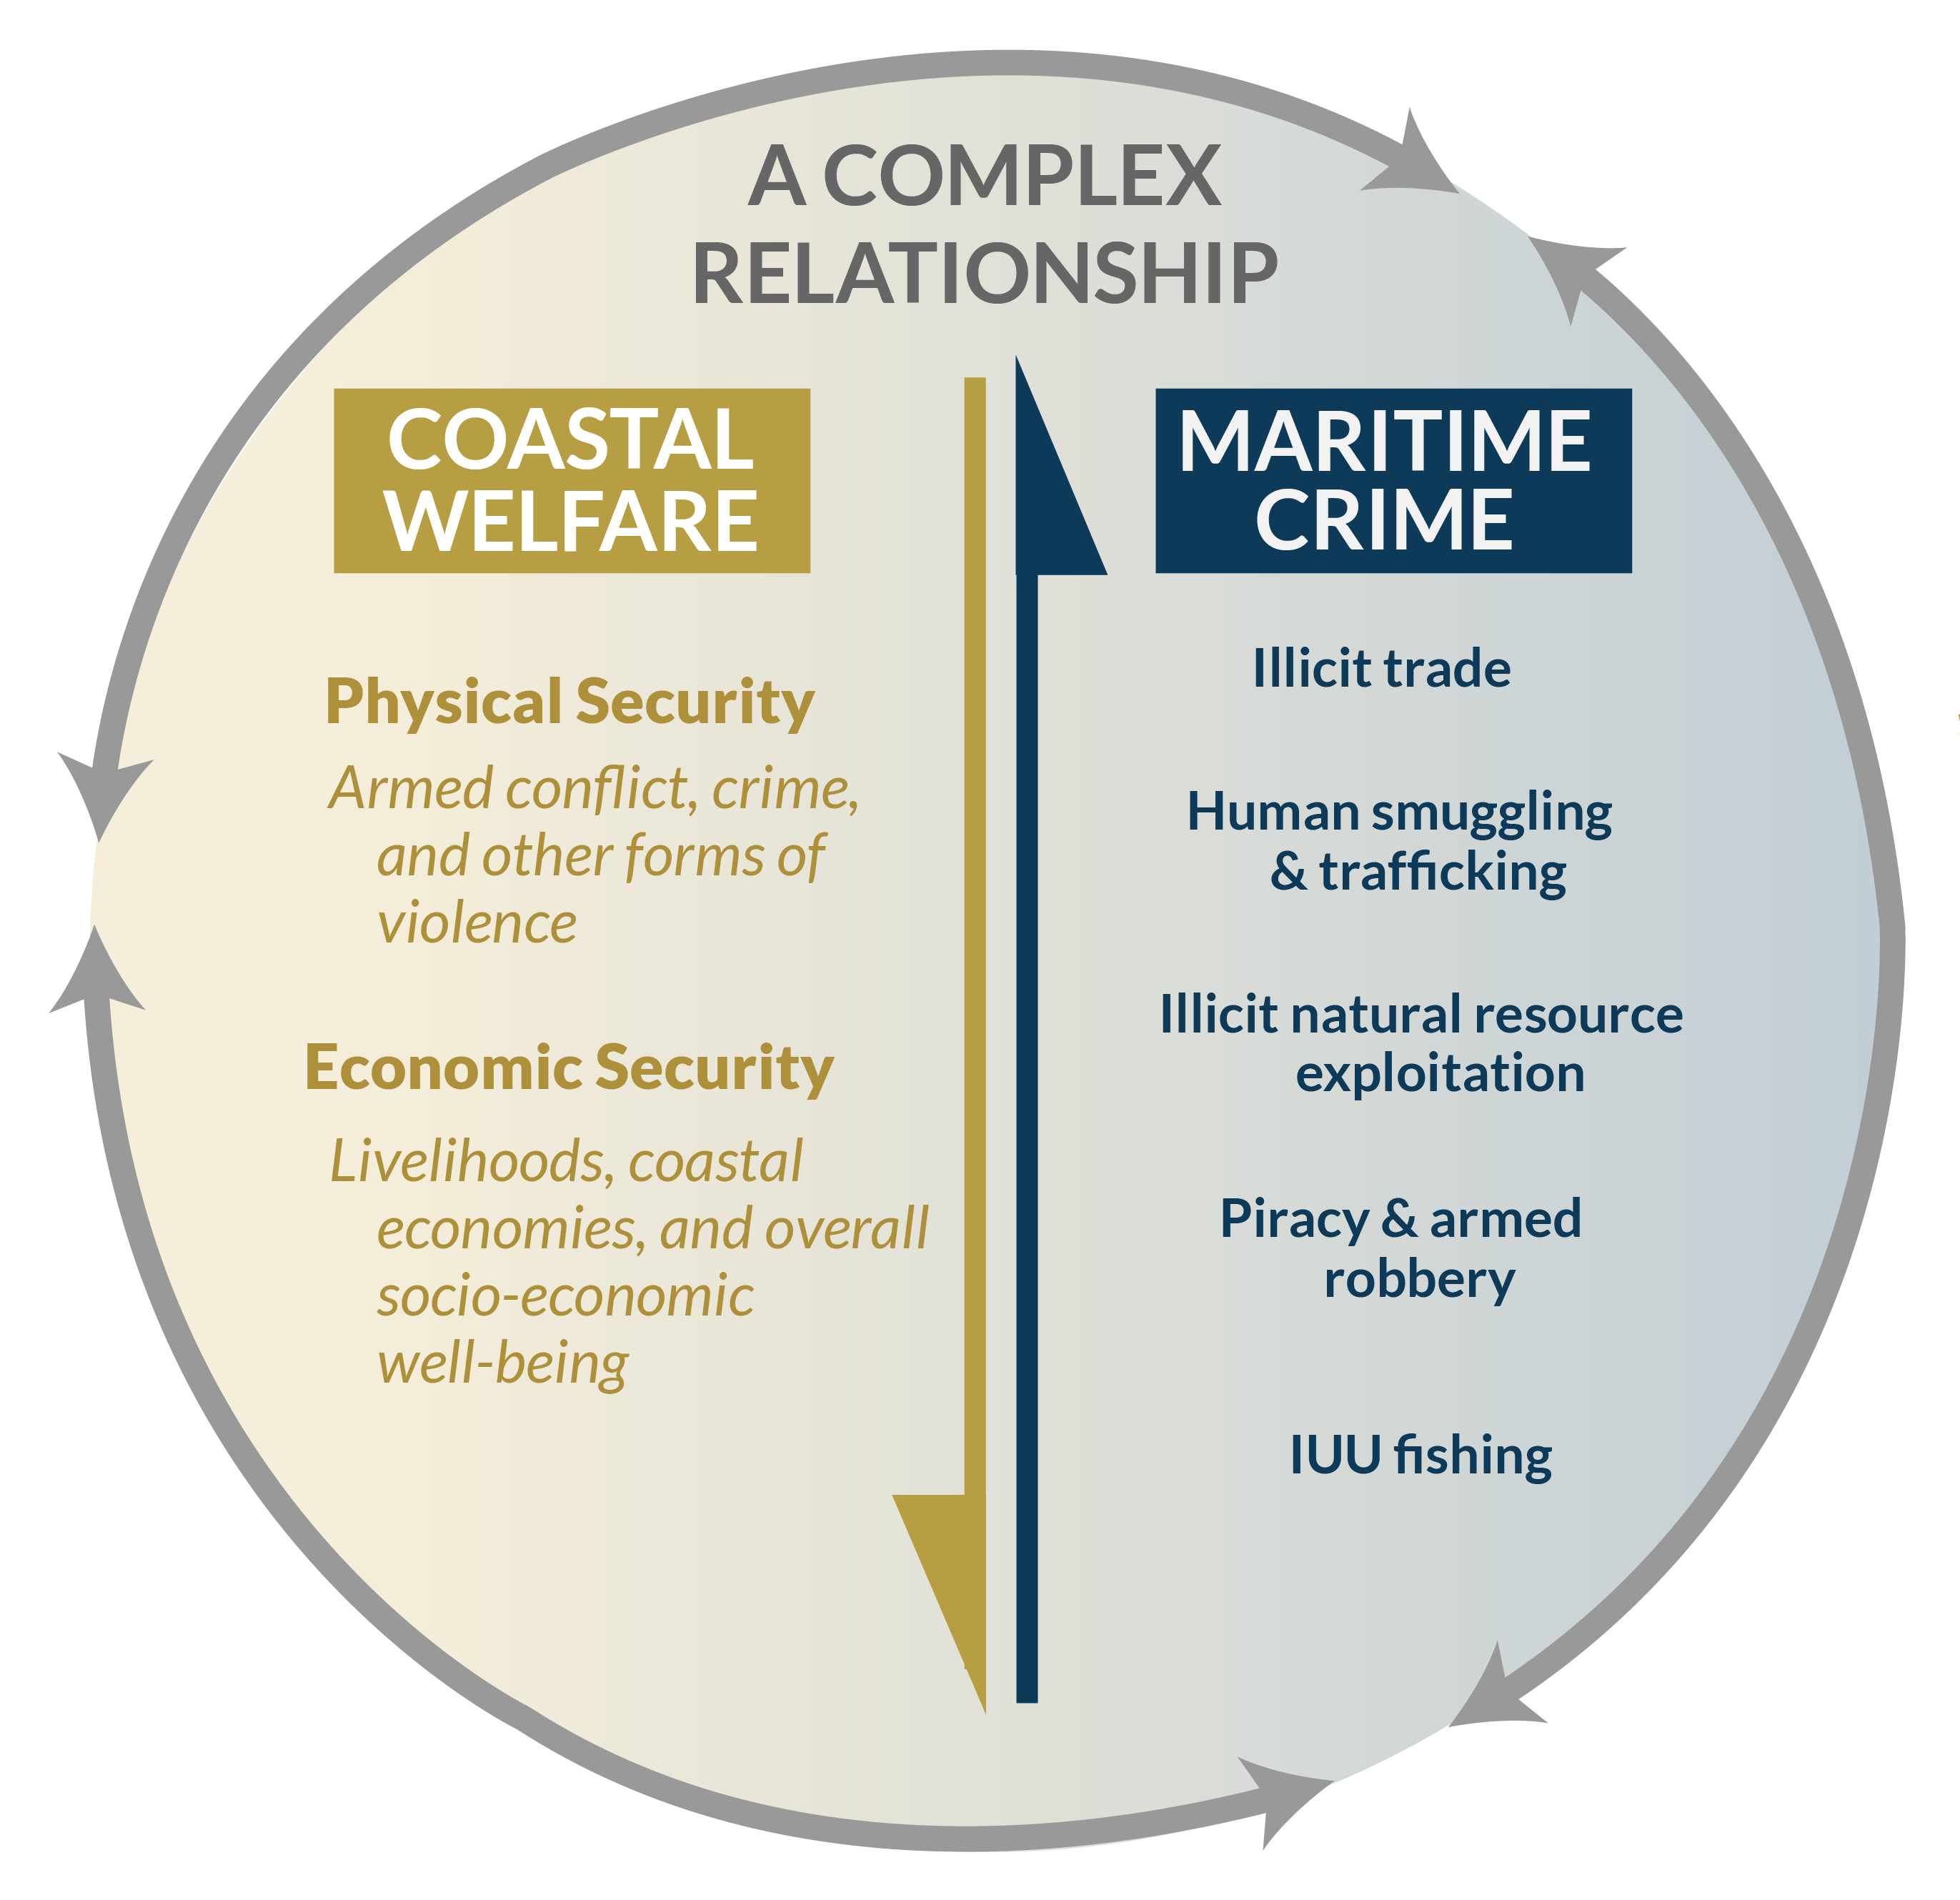 A COMPLEX
RELATIONSHIP
COASTAL
WELFARE
Physical Security
Armed conflict, crime,
and other forms of
violence
Economic Security
Livelihoods, coastal
economies, and overall
socio-economic
well-being
MARITIME
CRIME
Illicit trade
Human smuggling
& trafficking
Illicit natural resource
exploitation
Piracy & armed
robbery
IUU fishing